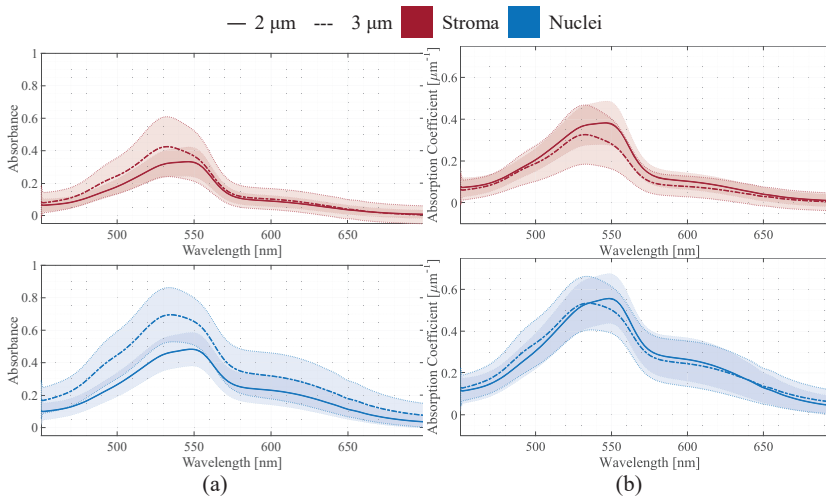 2 μm 3 μm Stroma Nuclei
1
0.8
0.6
0.4
0.2
0
Absorbance
500 550 600 650
Wavelength [nm]
0.6
0.4
0.2
0
Absorption Coefficient [μm⁻¹]
500 550 600 650
Wavelength [nm]
1
0.8
0.6
0.4
0.2
0
Absorbance
500 550 600 650
Wavelength [nm]
0.6
0.4
0.2
0
Absorption Coefficient [μm⁻¹]
500 550 600 650
Wavelength [nm]
(a) (b)